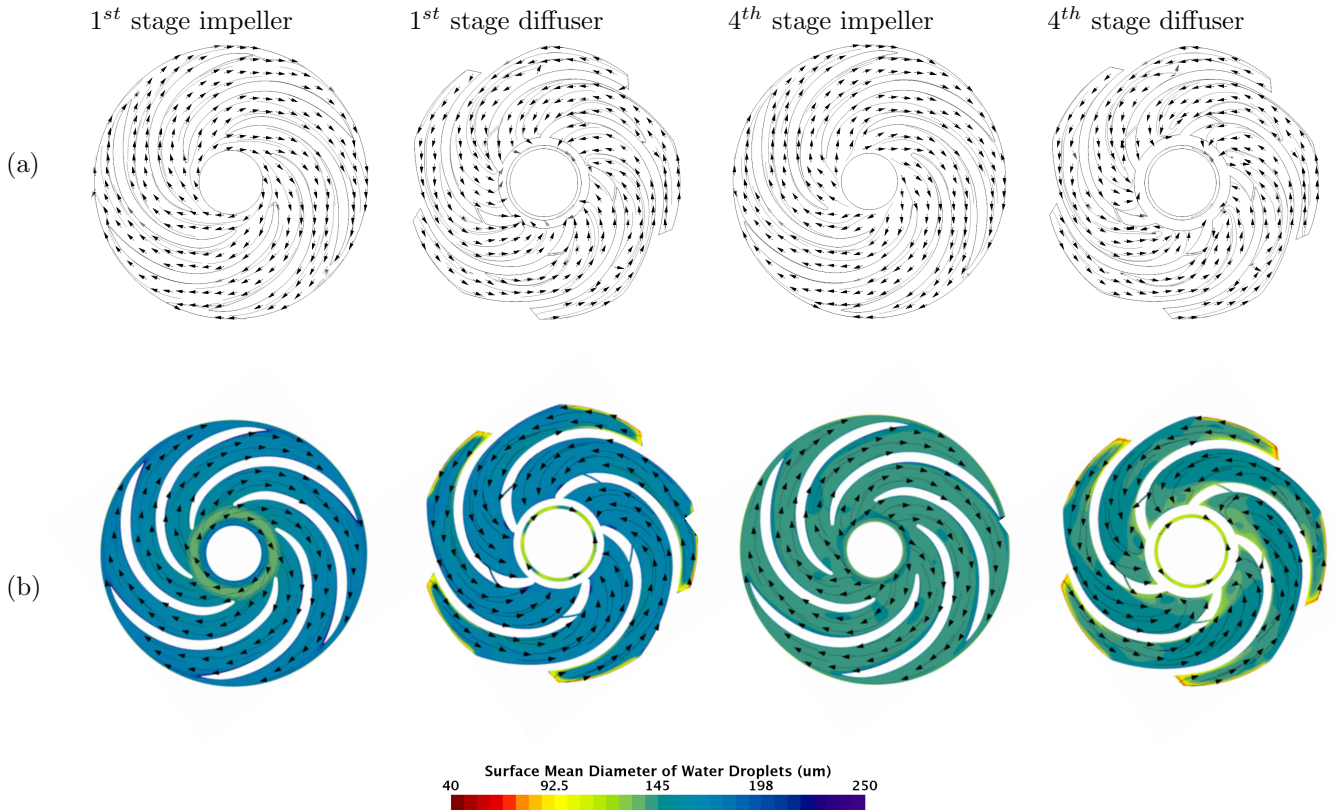 1st stage impeller 1st stage diffuser 4th stage impeller 4th stage diffuser
(a)
(b)
Surface Mean Diameter of Water Droplets (um)
40 92.5 145 198 250